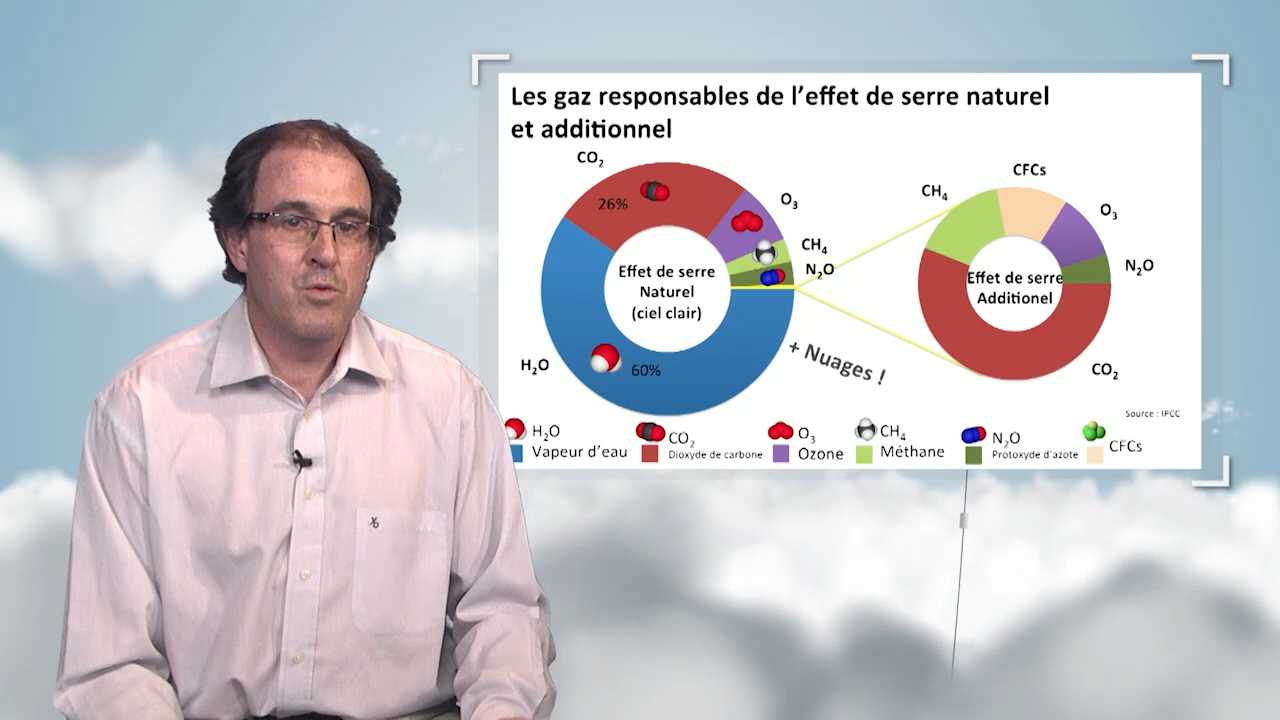 Les gaz responsables de l'effet de serre naturel
et additionnel
CO2
26%
O3
CH4
N2O
Effet de serre
Naturel
(ciel clair)
H2O
60%
+ Nuages !
CFCs
CH4
O3
N2O
Effet de serre
Additionel
CO2
Source : IPCC
H2O
Vapeur d'eau
CO2
Dioxyde de carbone
O3
Ozone
CH4
Méthane
N2O
Protoxyde d'azote
CFCs